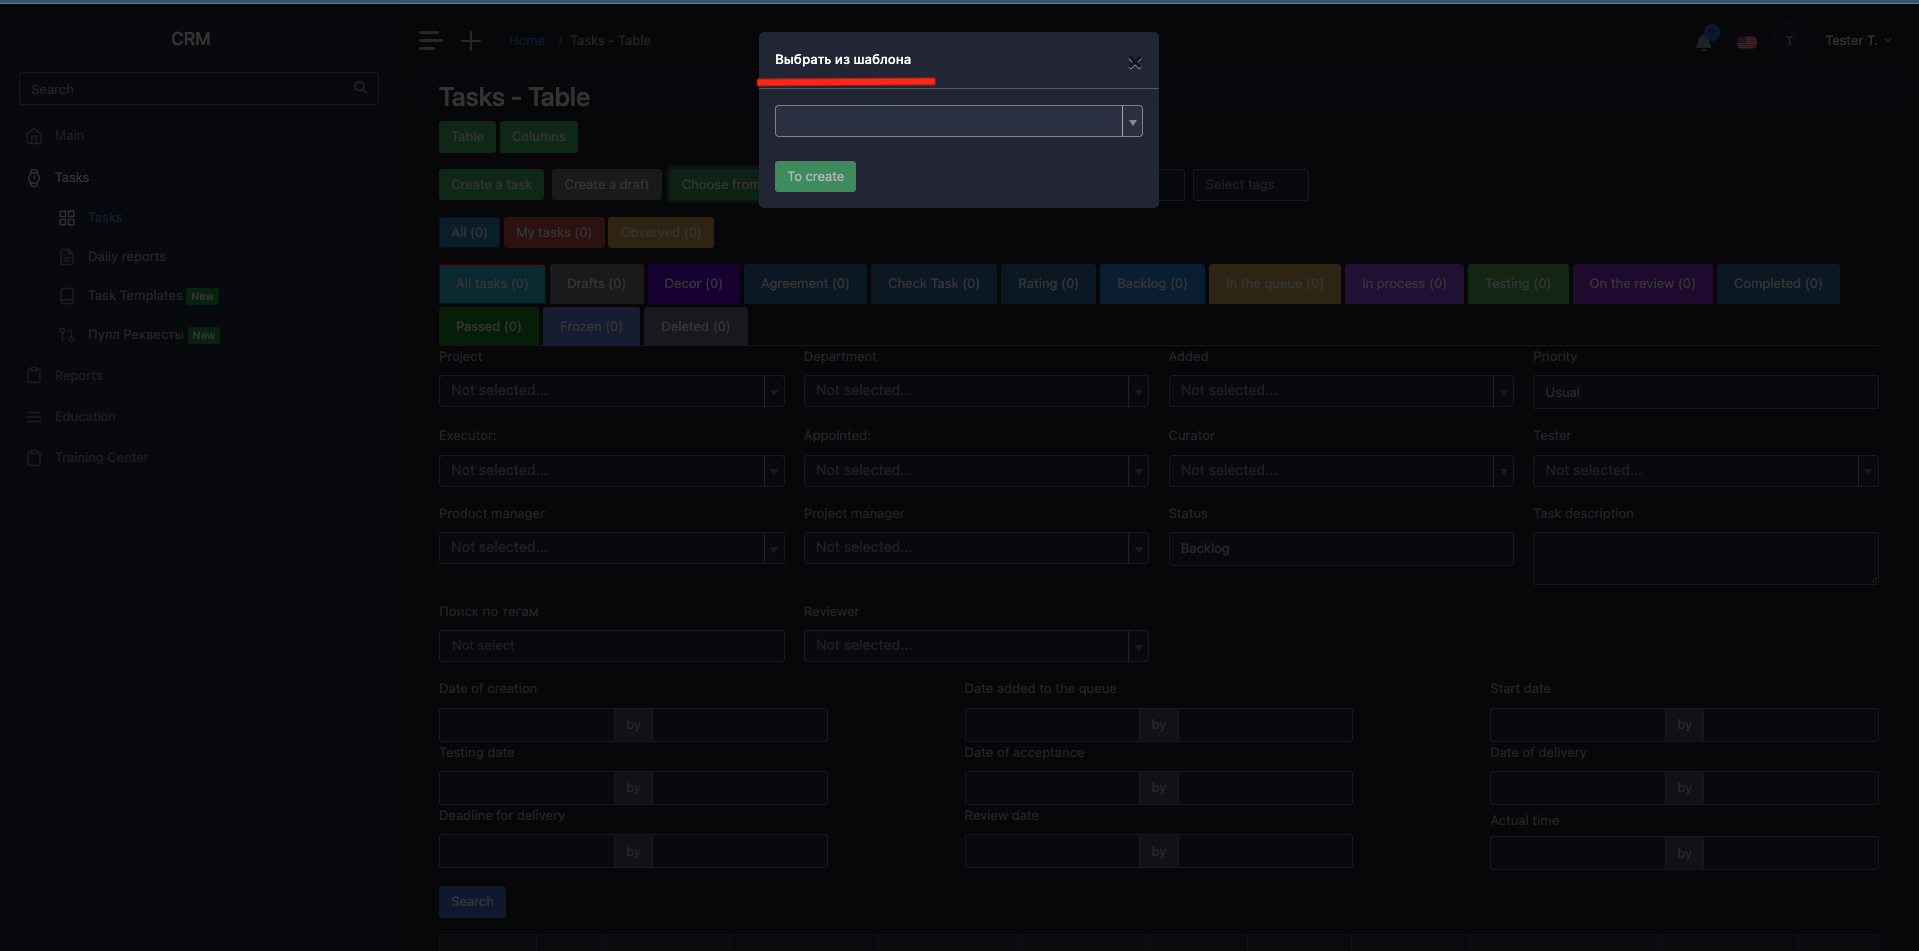 CRM
Search
Main
Tasks
Tasks
Daily reports
Task Templates New
Пулл Реквесты New
Reports
Education
Training Center
Home / Tasks - Table
0
T
Tester T.
Выбрать из шаблона
To create
Tasks - Table
Table Columns
Create a task Create a draft Choose from Select tags
All (0) My tasks (0) Observed (0)
All tasks (0) Drafts (0) Decor (0) Agreement (0) Check Task (0) Rating (0) Backlog (0) In the queue (0) In process (0) Testing (0) On the review (0) Completed (0)
Passed (0) Frozen (0) Deleted (0)
Project Department Added Priority
Not selected... Not selected... Not selected... Usual
Executor: Appointed: Curator Tester
Not selected... Not selected... Not selected... Not selected...
Product manager Project manager Status Task description
Not selected... Not selected... Backlog
Поиск по тегам Reviewer
Not select Not selected...
Date of creation Date added to the queue Start date
by by by
Testing date Date of acceptance Date of delivery
by by by
Deadline for delivery Review date Actual time
by by by
Search